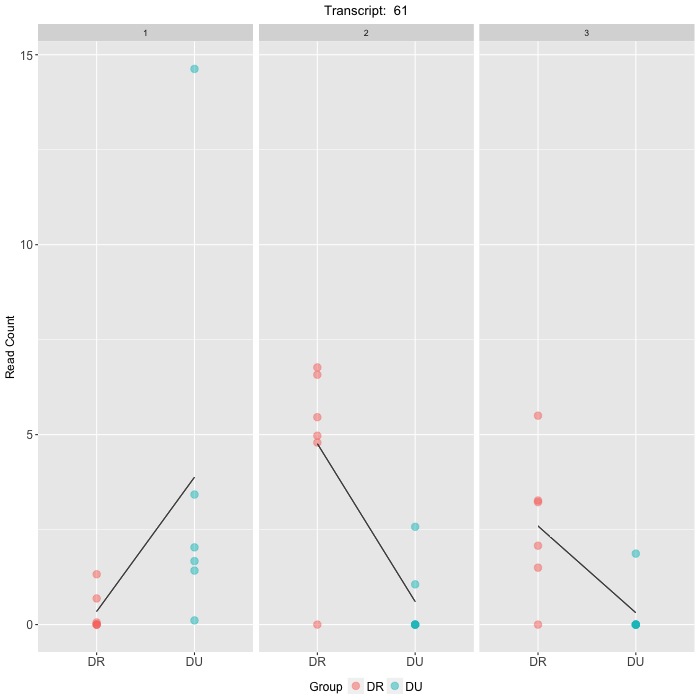 Transcript: 61
1 2 3
15
10
5
0
Read Count
DR DU DR DU DR DU
Group DR DU